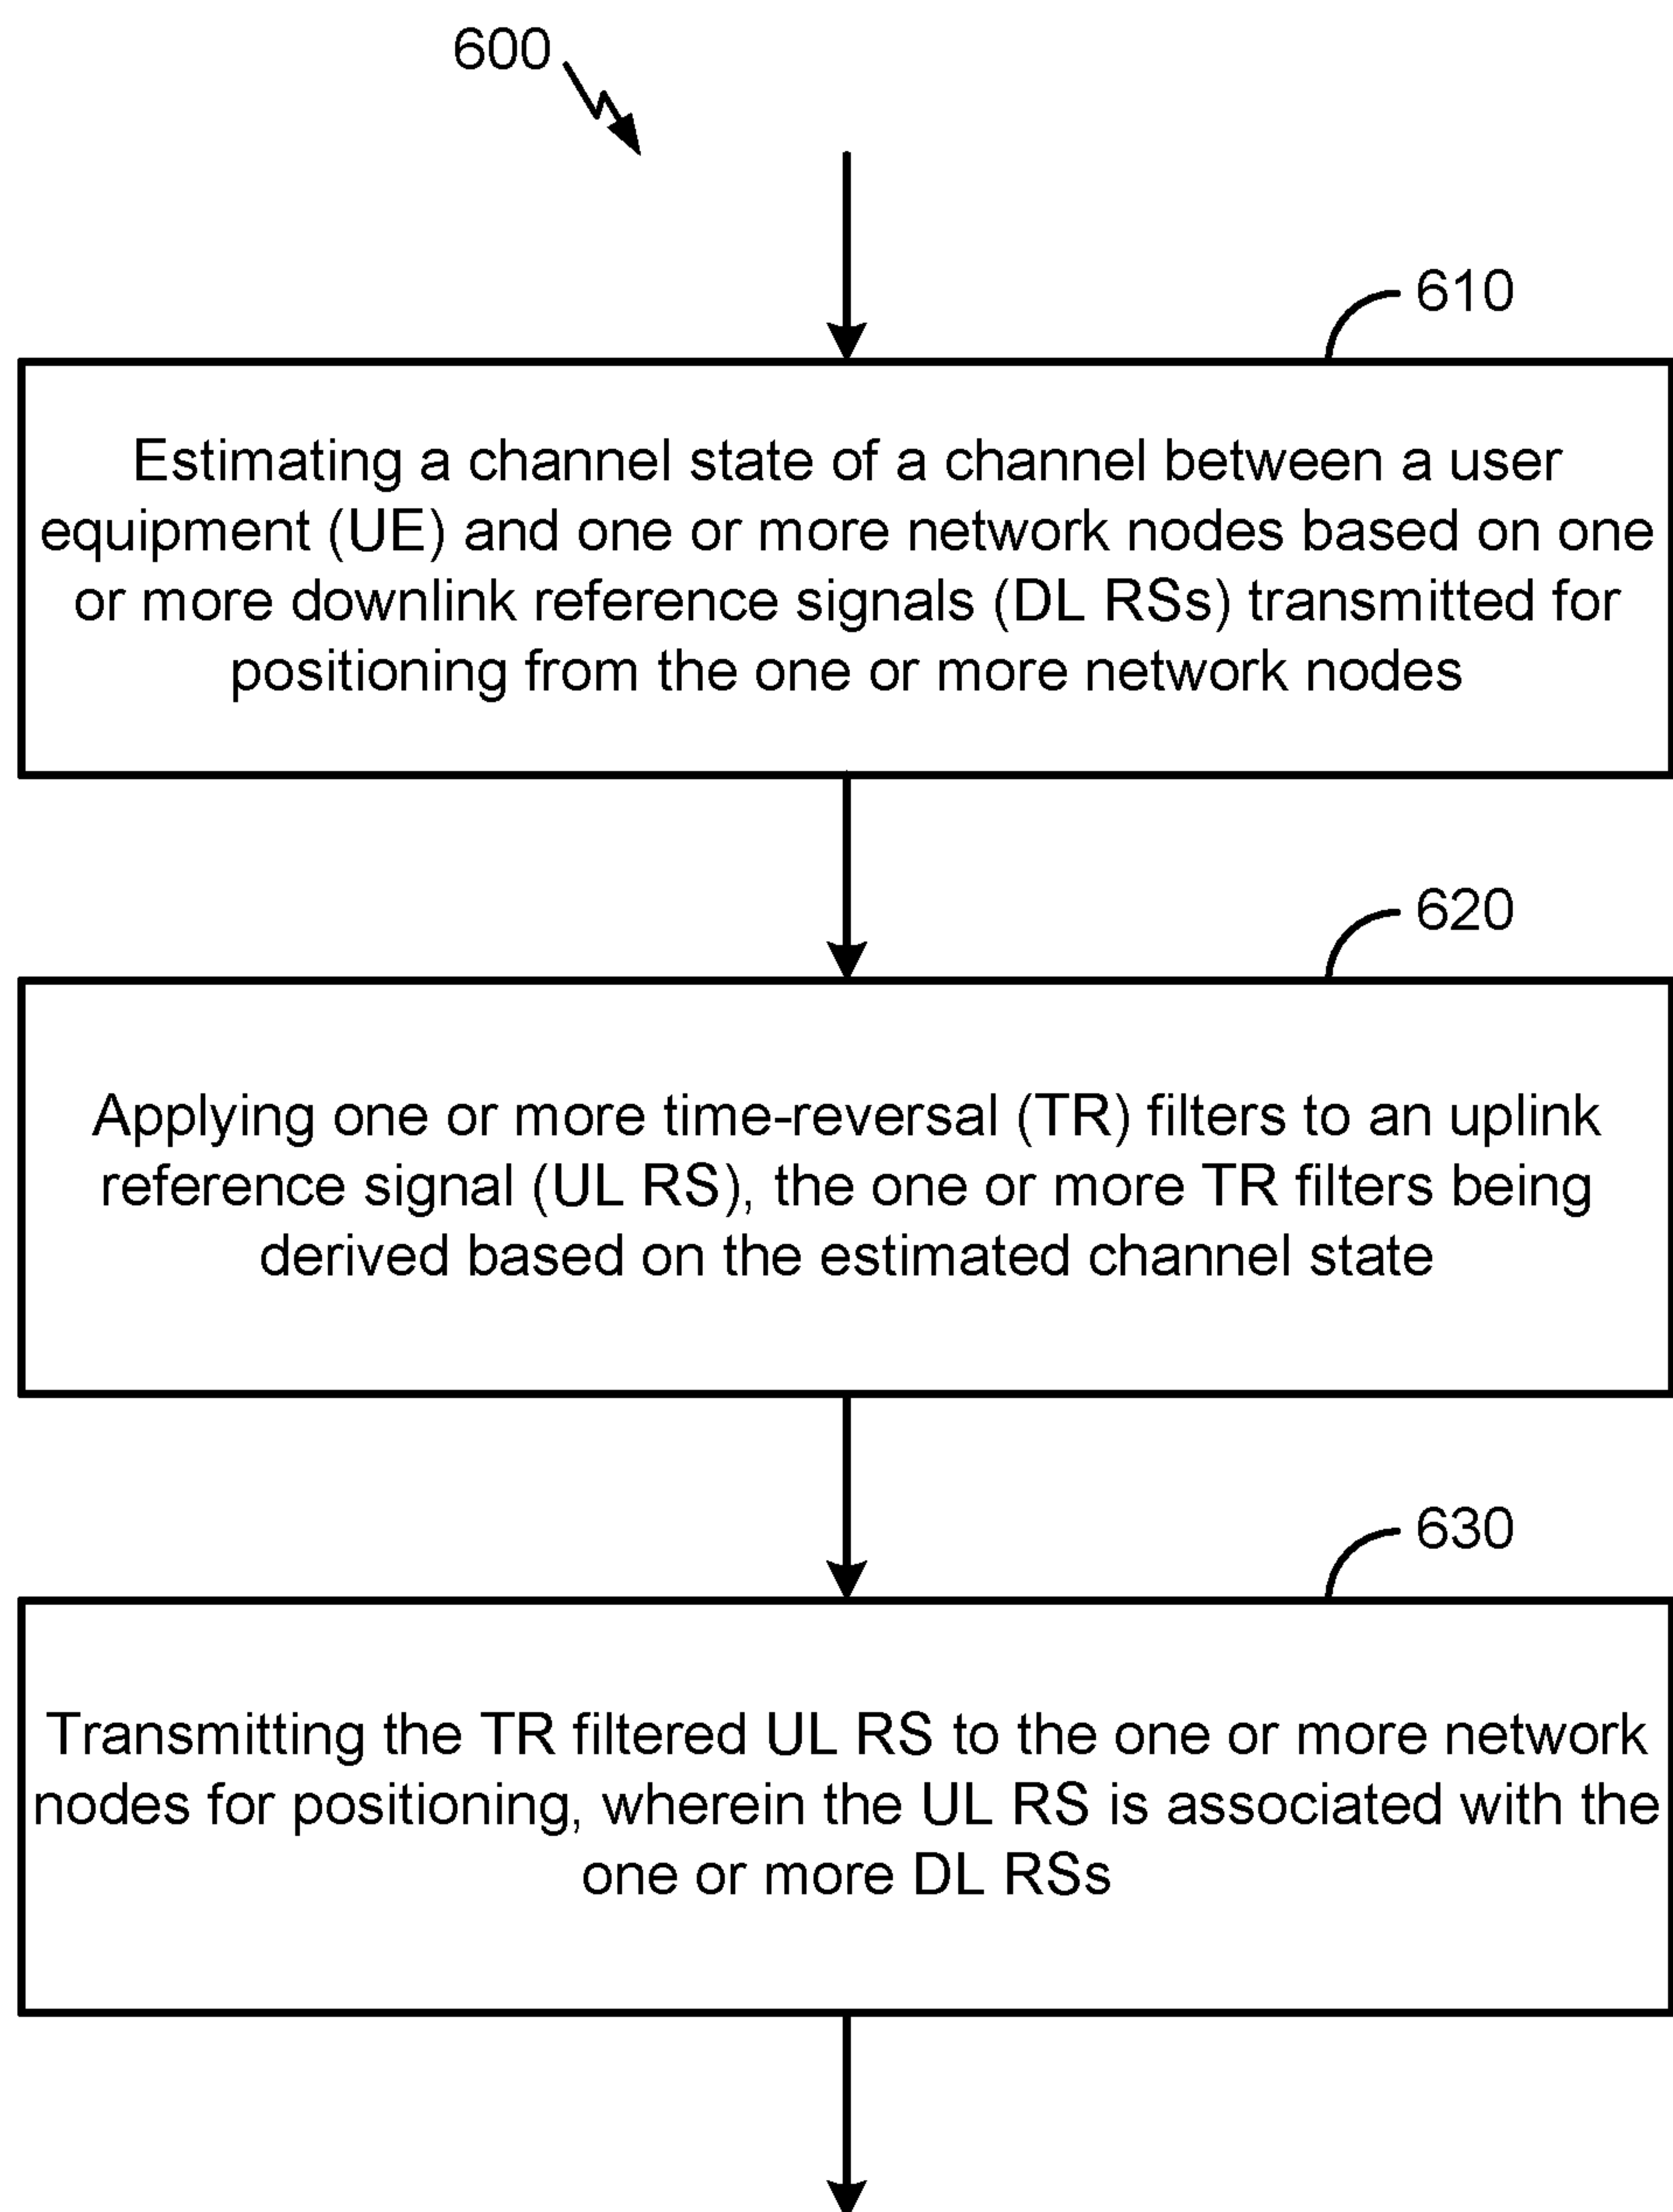 600
610
Estimating a channel state of a channel between a user
equipment (UE) and one or more network nodes based on one
or more downlink reference signals (DL RSs) transmitted for
positioning from the one or more network nodes
620
Applying one or more time-reversal (TR) filters to an uplink
reference signal (UL RS), the one or more TR filters being
derived based on the estimated channel state
630
Transmitting the TR filtered UL RS to the one or more network
nodes for positioning, wherein the UL RS is associated with the
one or more DL RSs